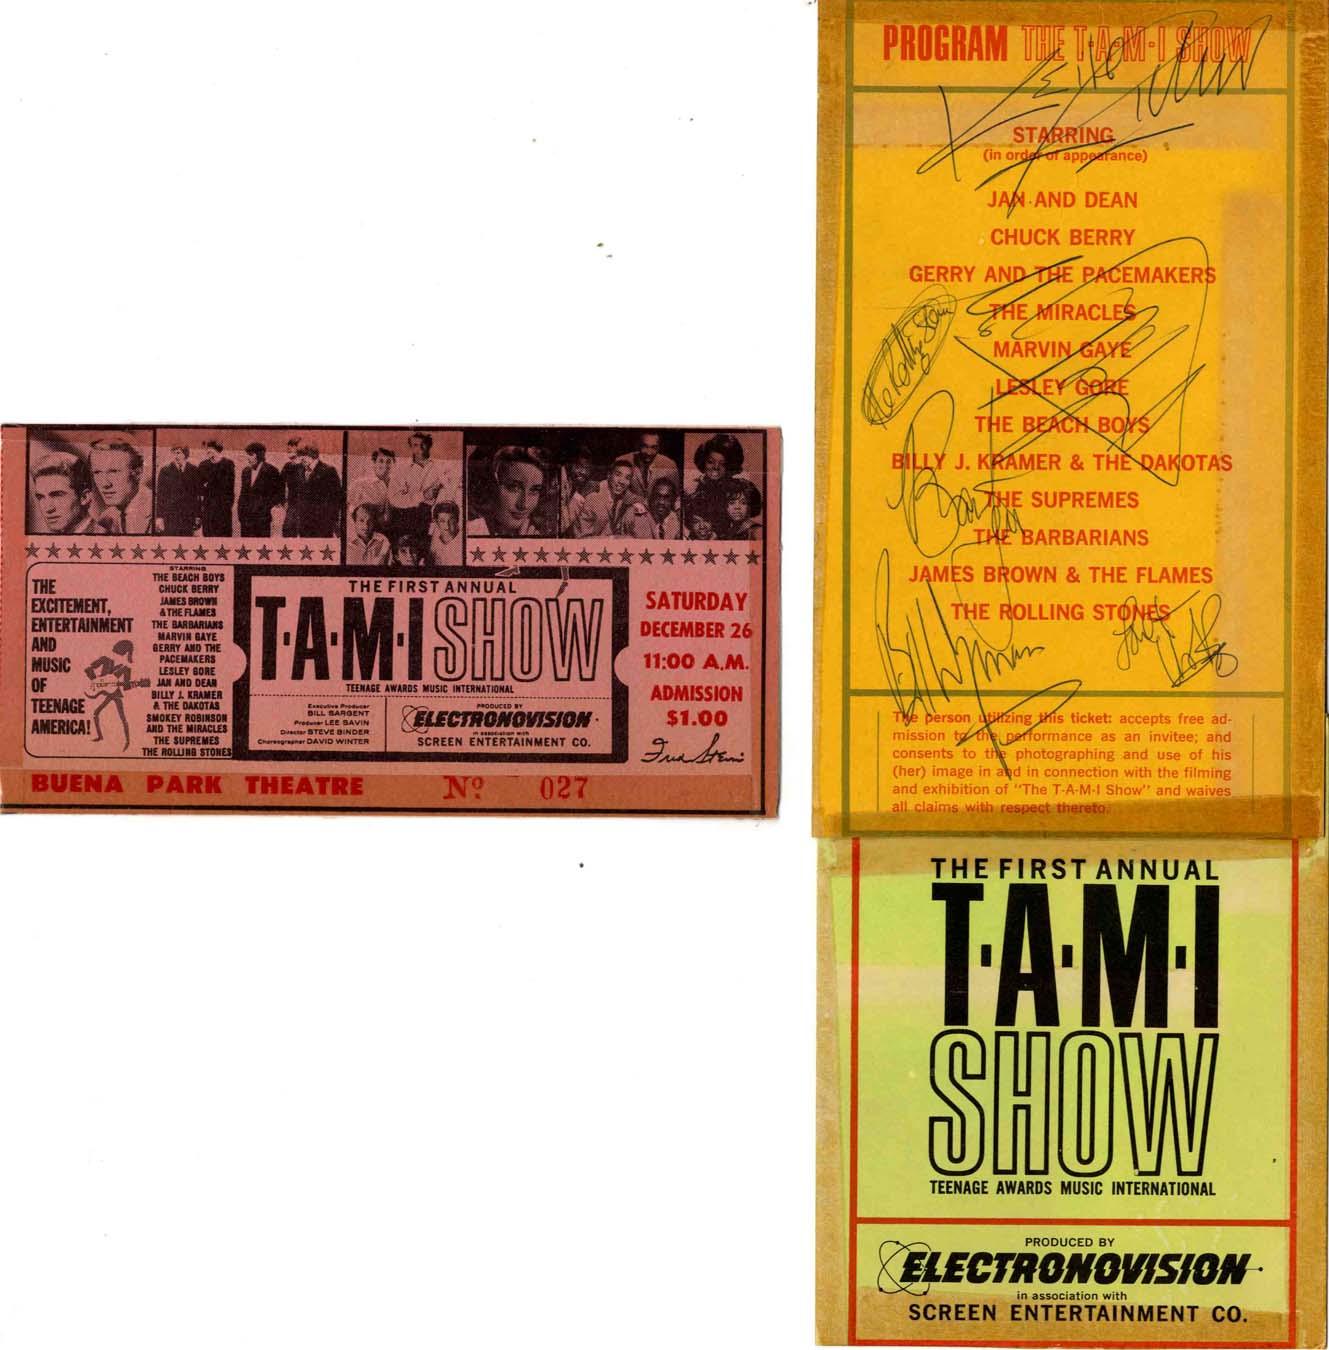 THE
EXCITEMENT,
ENTERTAINMENT
AND
MUSIC
OF
TEENAGE
AMERICA!
STARRING
THE BEACH BOYS
CHUCK BERRY
JAMES BROWN
& THE FLAMES
THE BARBARIANS
MARVIN GAYE
GERRY AND THE
PACEMAKERS
LESLEY GORE
JAN AND DEAN
BILLY J. KRAMER
& THE DAKOTAS
SMOKEY ROBINSON
AND THE MIRACLES
THE SUPREMES
THE ROLLING STONES
THE FIRST ANNUAL
T·A·M·I SHOW
TEENAGE AWARDS MUSIC INTERNATIONAL
Executive Producer
BILL SARGENT
Producer LEE SAVIN
Director STEVE BINDER
Choreographer DAVID WINTER
PRODUCED BY
ELECTRONOVISION
in association with
SCREEN ENTERTAINMENT CO.
SATURDAY
DECEMBER 26
11:00 A.M.
ADMISSION
$1.00
BUENA PARK THEATRE Nº 027
PROGRAM THE T·A·M·I SHOW
STARRING
(in order of appearance)
JAN AND DEAN
CHUCK BERRY
GERRY AND THE PACEMAKERS
THE MIRACLES
MARVIN GAYE
LESLEY GORE
THE BEACH BOYS
BILLY J. KRAMER & THE DAKOTAS
THE SUPREMES
THE BARBARIANS
JAMES BROWN & THE FLAMES
THE ROLLING STONES
Keith
Bill Wyman
The person utilizing this ticket: accepts free ad-
mission to the performance as an invitee; and
consents to the photographing and use of his
(her) image in and in connection with the filming
and exhibition of "The T-A-M-I Show" and waives
all claims with respect thereto.
THE FIRST ANNUAL
T·A·M·I
SHOW
TEENAGE AWARDS MUSIC INTERNATIONAL
PRODUCED BY
ELECTRONOVISION
in association with
SCREEN ENTERTAINMENT CO.